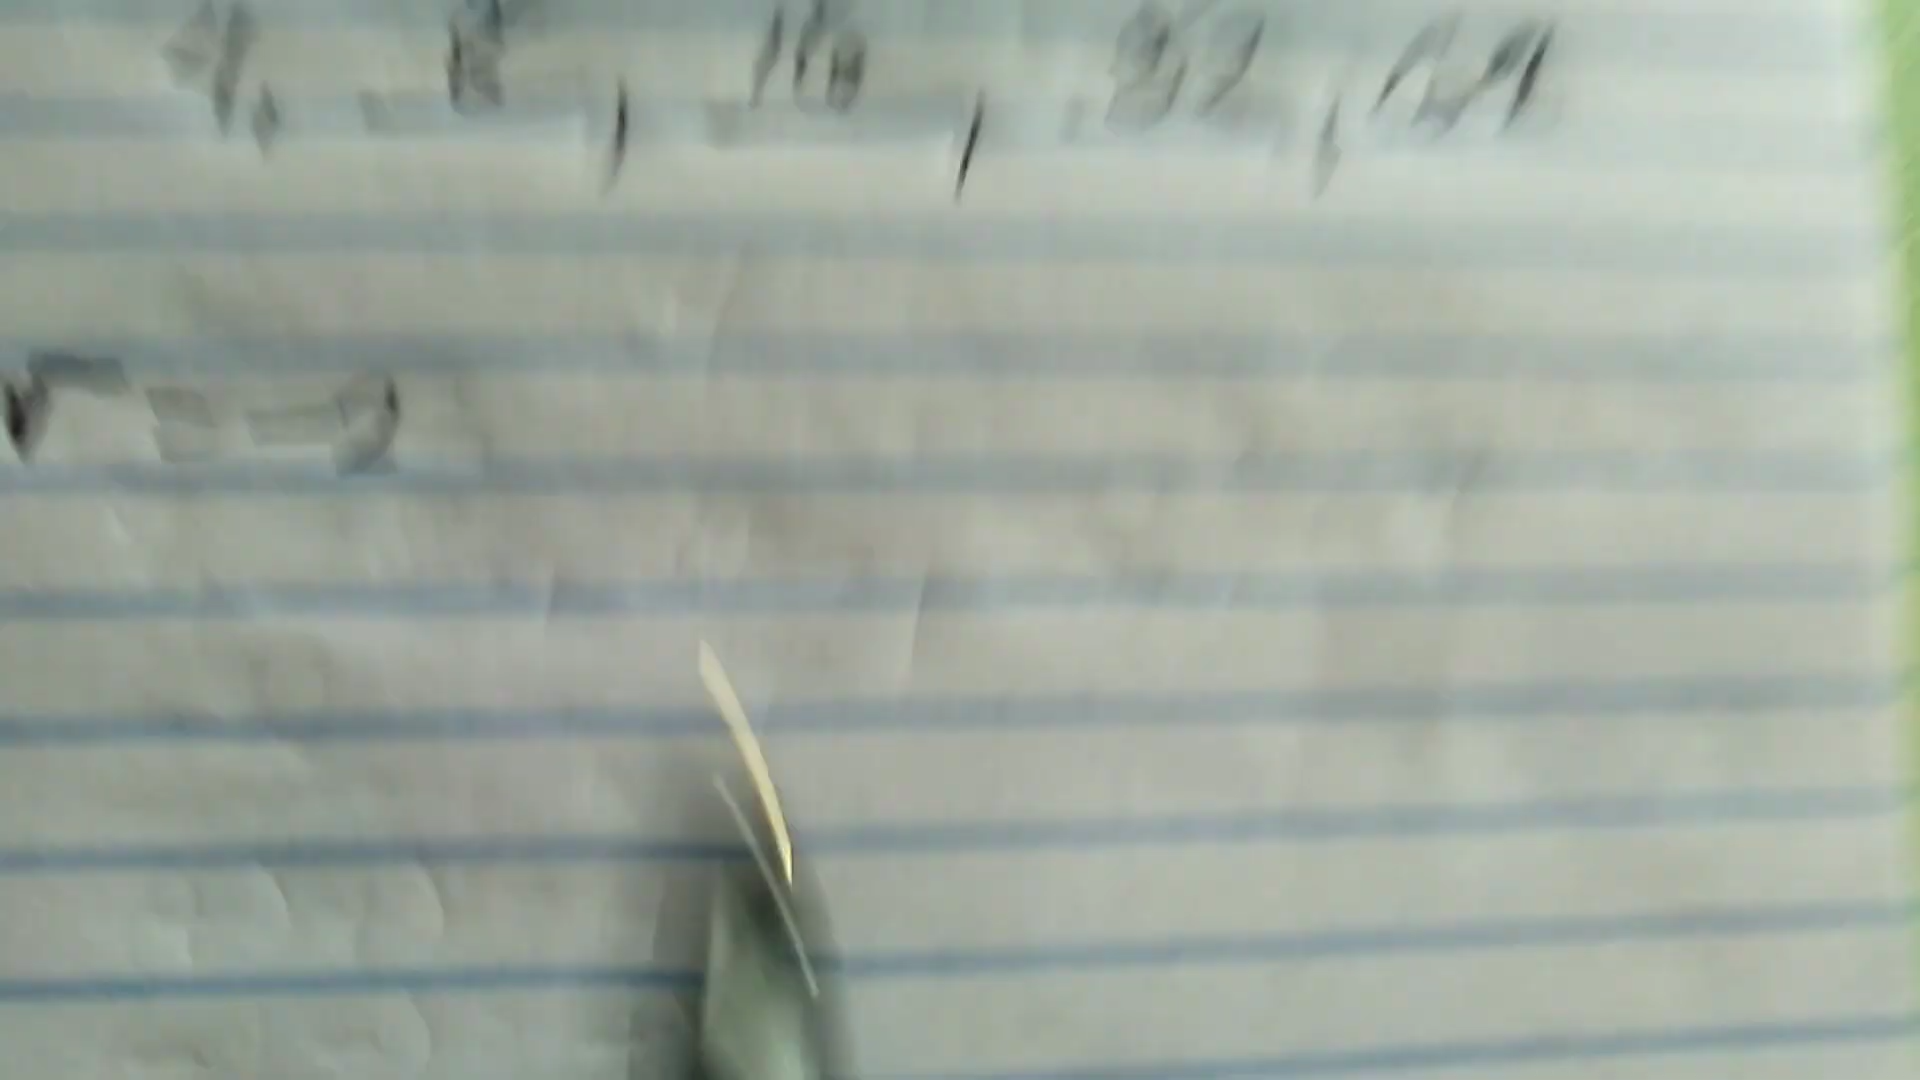 4, -8, 16, -32, 64
r = -2